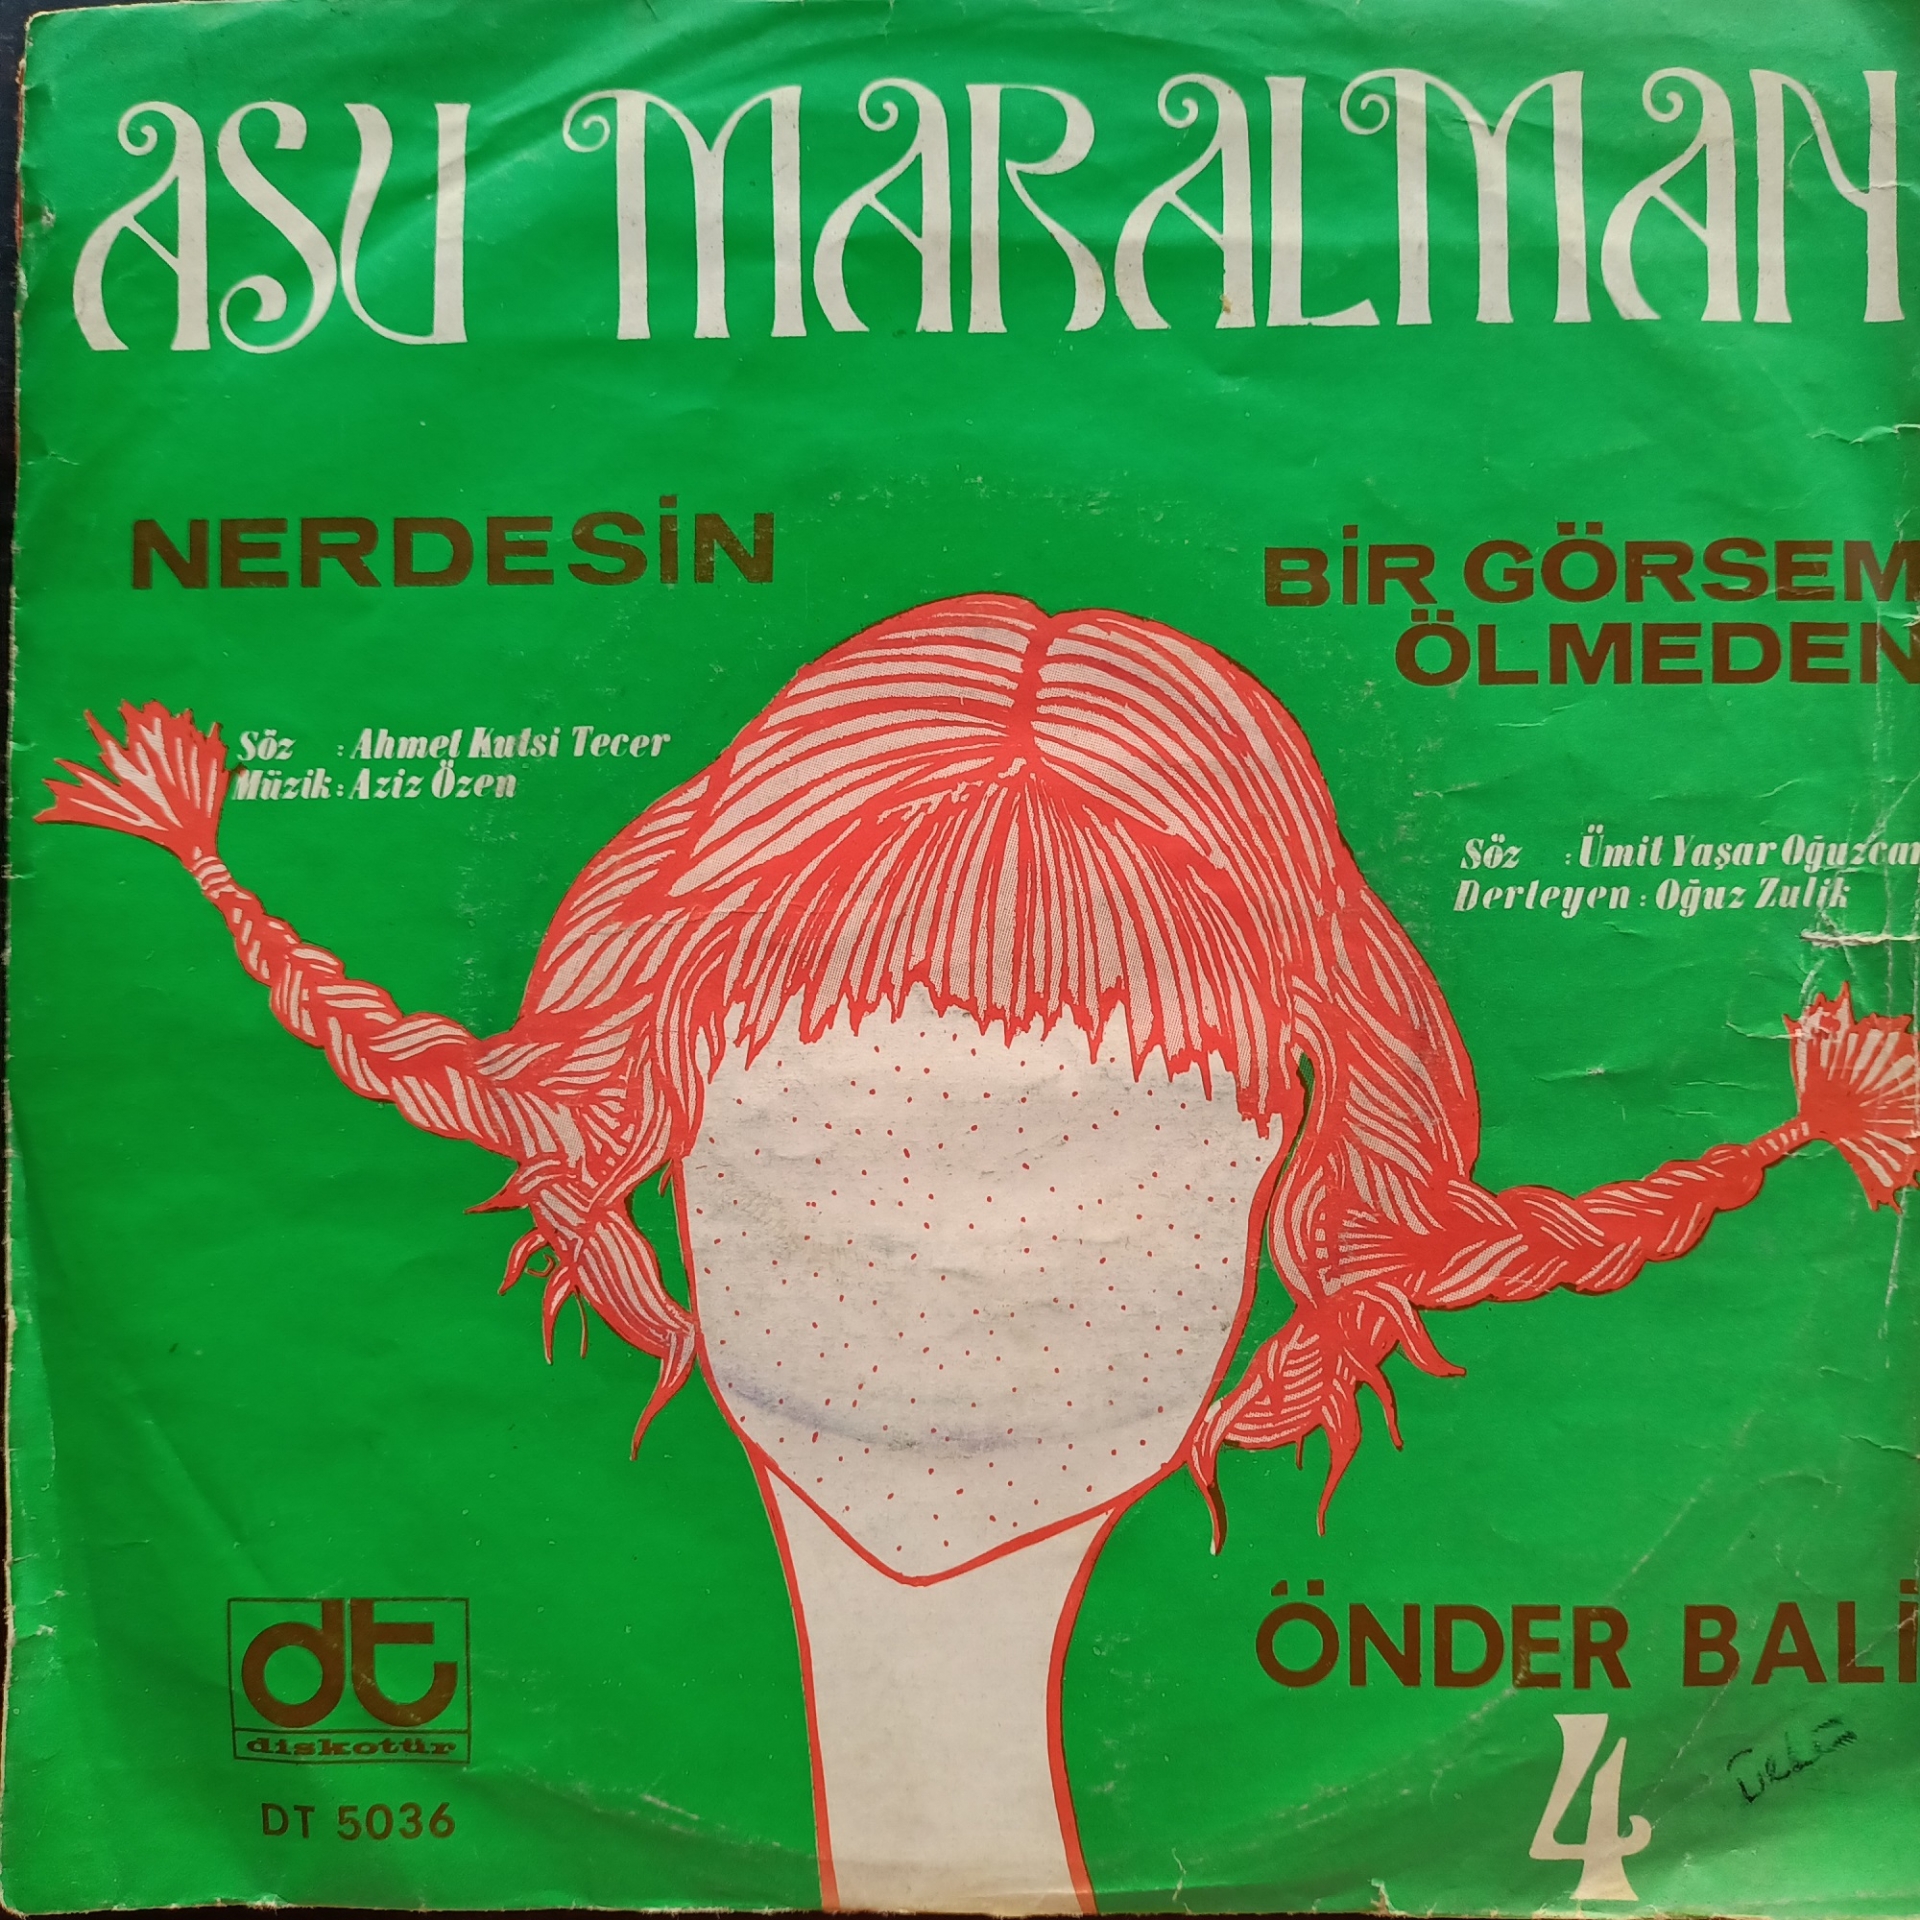 ASU MARALMAN
NERDESİN
Söz : Ahmet Kutsi Tecer
Müzik : Aziz Özen
BİR GÖRSEM
ÖLMEDEN
Söz : Ümit Yaşar Oğuzcan
Derleyen : Oğuz Zulik
ÖNDER BALİ
4
dt
diskotür
DT 5036